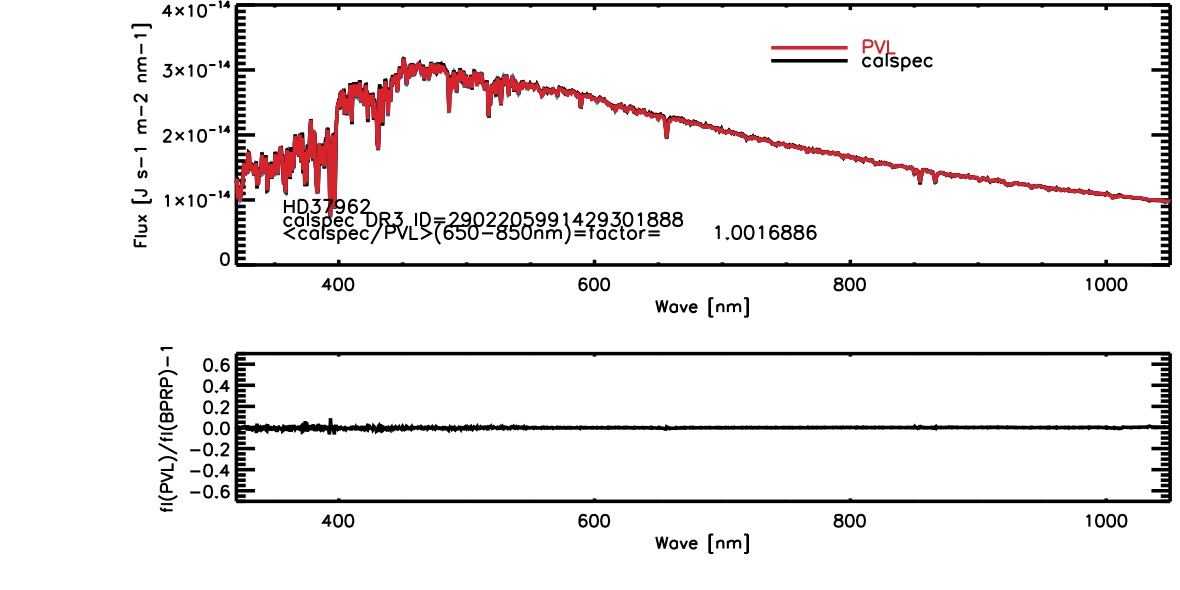 4×10−14
3×10−14
2×10−14
1×10−14
0
Flux [J s−1 m−2 nm−1]
PVL
calspec
HD37962
calspec DR3 ID=2902205991429301888
<calspec/PVL>(650−850nm)=factor= 1.0016886
400 600 800 1000
Wave [nm]
fl(PVL)/fl(BPRP)−1
0.6
0.4
0.2
0.0
−0.2
−0.4
−0.6
400 600 800 1000
Wave [nm]